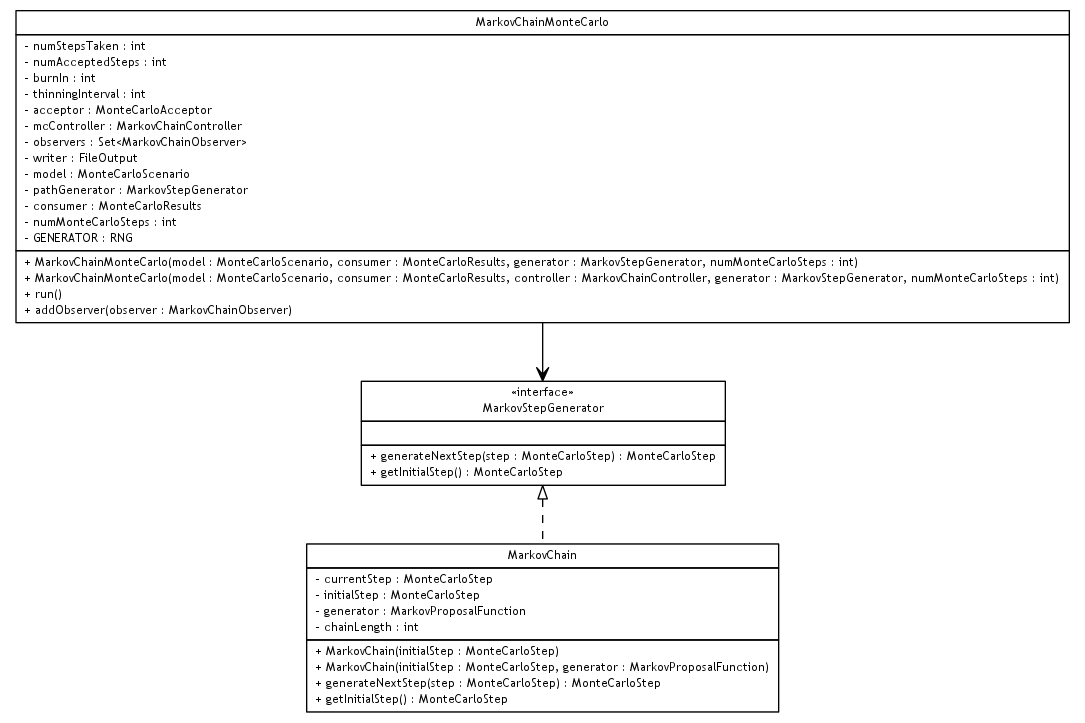 MarkovChainMonteCarlo
- numStepsTaken : int
- numAcceptedSteps : int
- burnIn : int
- thinningInterval : int
- acceptor : MonteCarloAcceptor
- mcController : MarkovChainController
- observers : Set<MarkovChainObserver>
- writer : FileOutput
- model : MonteCarloScenario
- pathGenerator : MarkovStepGenerator
- consumer : MonteCarloResults
- numMonteCarloSteps : int
- GENERATOR : RNG
+ MarkovChainMonteCarlo(model : MonteCarloScenario, consumer : MonteCarloResults, generator : MarkovStepGenerator, numMonteCarloSteps : int)
+ MarkovChainMonteCarlo(model : MonteCarloScenario, consumer : MonteCarloResults, controller : MarkovChainController, generator : MarkovStepGenerator, numMonteCarloSteps : int)
+ run()
+ addObserver(observer : MarkovChainObserver)
«interface»
MarkovStepGenerator
+ generateNextStep(step : MonteCarloStep) : MonteCarloStep
+ getInitialStep() : MonteCarloStep
MarkovChain
- currentStep : MonteCarloStep
- initialStep : MonteCarloStep
- generator : MarkovProposalFunction
- chainLength : int
+ MarkovChain(initialStep : MonteCarloStep)
+ MarkovChain(initialStep : MonteCarloStep, generator : MarkovProposalFunction)
+ generateNextStep(step : MonteCarloStep) : MonteCarloStep
+ getInitialStep() : MonteCarloStep